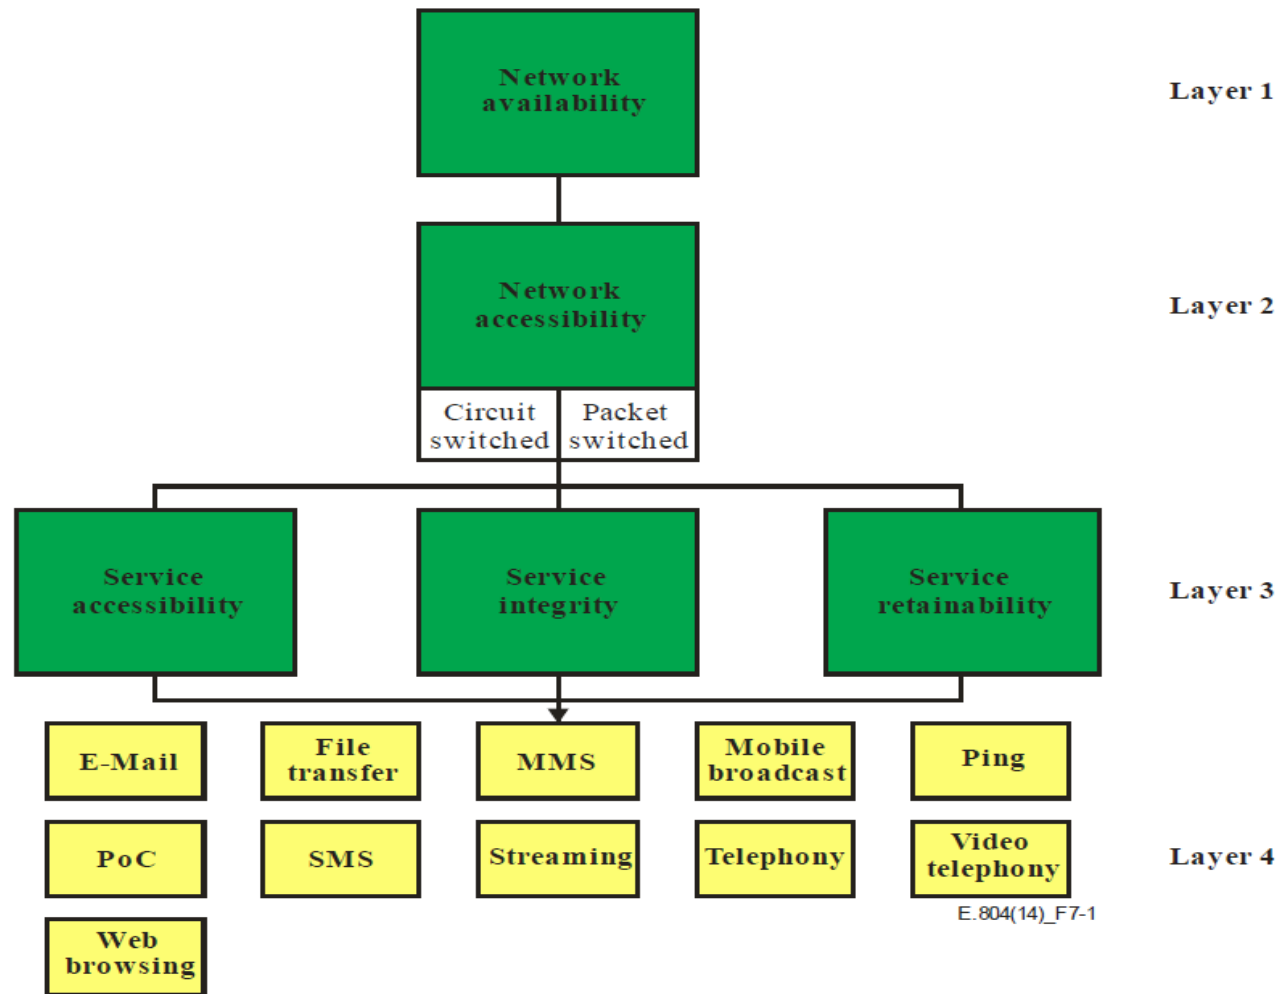 Network
availability
Layer 1
Network
accessibility
Layer 2
Circuit
switched
Packet
switched
Service
accessibility
Service
integrity
Service
retainability
Layer 3
E-Mail
File
transfer
MMS
Mobile
broadcast
Ping
PoC
SMS
Streaming
Telephony
Video
telephony
Layer 4
E.804(14)_F7-1
Web
browsing